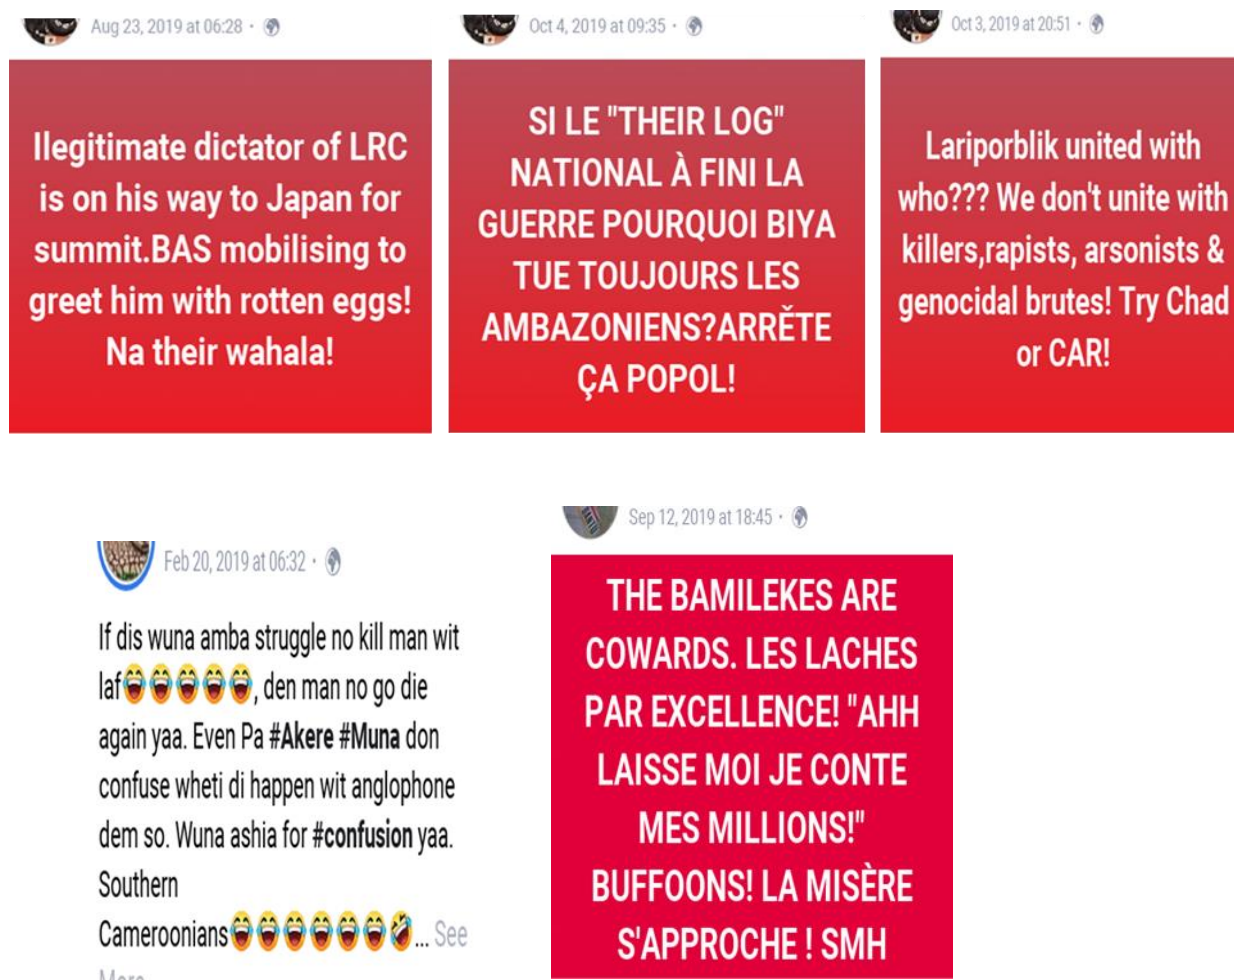 Aug 23, 2019 at 06:28 ·
Ilegitimate dictator of LRC
is on his way to Japan for
summit.BAS mobilising to
greet him with rotten eggs!
Na their wahala!
Oct 4, 2019 at 09:35 ·
SI LE "THEIR LOG"
NATIONAL À FINI LA
GUERRE POURQUOI BIYA
TUE TOUJOURS LES
AMBAZONIENS?ARRĚTE
ÇA POPOL!
Oct 3, 2019 at 20:51 ·
Lariporblik united with
who??? We don't unite with
killers,rapists, arsonists &
genocidal brutes! Try Chad
or CAR!
Feb 20, 2019 at 06:32 ·
If dis wuna amba struggle no kill man wit
laf😂😂😂😂😂, den man no go die
again yaa. Even Pa #Akere #Muna don
confuse wheti di happen wit anglophone
dem so. Wuna ashia for #confusion yaa.
Southern
Cameroonians😂😂😂😂😂😂🤣... See
More
Sep 12, 2019 at 18:45 ·
THE BAMILEKES ARE
COWARDS. LES LACHES
PAR EXCELLENCE! "AHH
LAISSE MOI JE CONTE
MES MILLIONS!"
BUFFOONS! LA MISÈRE
S'APPROCHE ! SMH